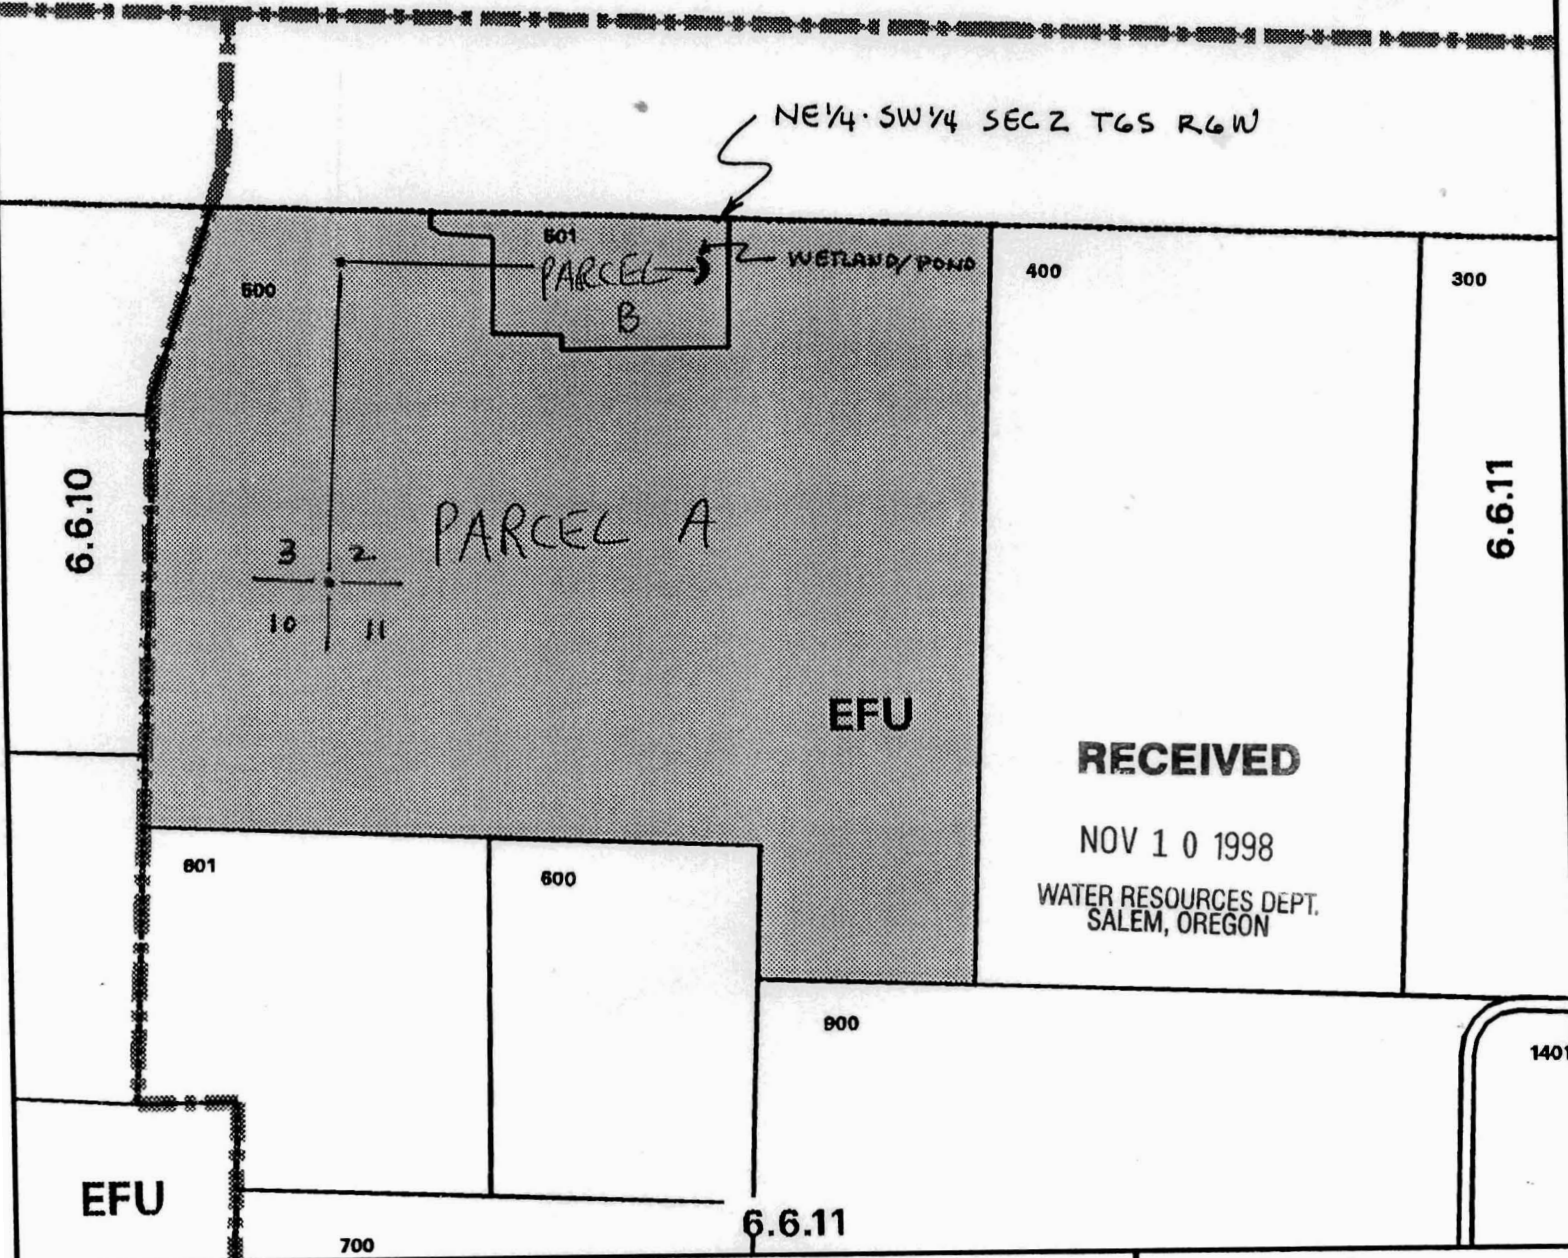 NE¼·SW¼ SEC 2 T6S R6W
501
PARCEL
B
WETLAND/POND
500
400
300
6.6.10
6.6.11
3 2
10 11
PARCEL A
EFU
RECEIVED
NOV 10 1998
WATER RESOURCES DEPT.
SALEM, OREGON
601
600
900
1401
EFU
6.6.11
700